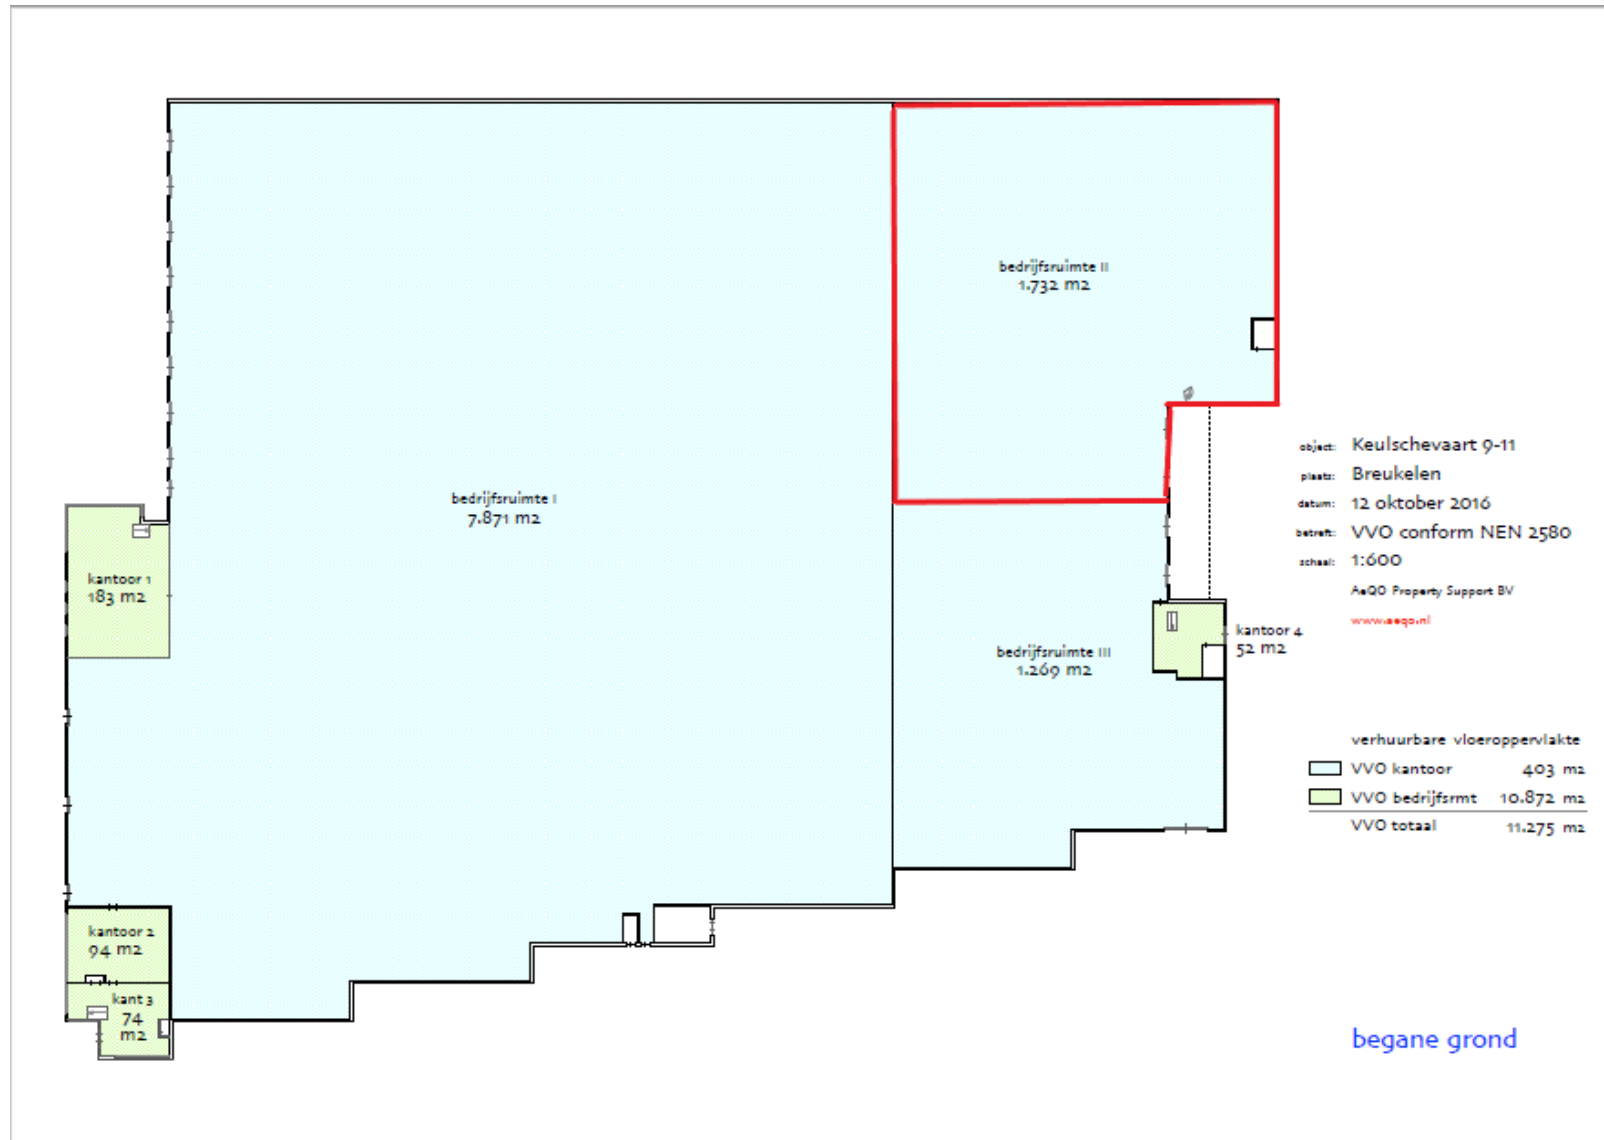 bedrijfsruimte II
1.732 m2
bedrijfsruimte I
7.871 m2
kantoor 1
183 m2
object: Keulschevaart 9-11
plaats: Breukelen
datum: 12 oktober 2016
betreft: VVO conform NEN 2580
schaal: 1:600
AeQO Property Support BV
www.aeqo.nl
kantoor 4
52 m2
bedrijfsruimte III
1.269 m2
verhuurbare vloeroppervlakte
VVO kantoor 403 m2
VVO bedrijfsrmt 10.872 m2
VVO totaal 11.275 m2
kantoor 2
94 m2
kant 3
74
m2
begane grond